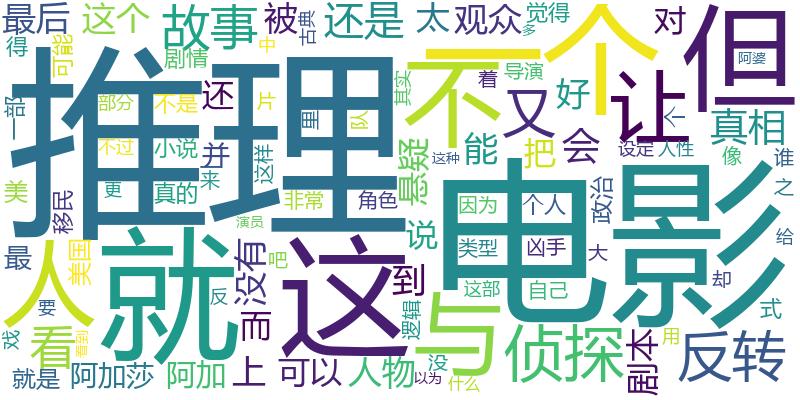 最后
这个
故事
被
还是
太
观众
觉得
个
对
但
得
可能
剧情
中
古典
多
阿婆
一部
推理
部分
不是
片
还
里
队
其实
着
导演
不
又
好
让
个
真相
不过
小说
并
这样
悬疑
能
这种
把
会
设定
人性
像
谁
美
移民
更
真的
来
非常
角色
因为
个人
政治
之
电影
演员
说
类型
凶手
大
给
最
人
美国
就
反
没有
吧
这
到
这部
自己
却
式
戏
要
看
看到
而
逻辑
与
侦探
剧本
用
反转
就是
阿加莎
阿加
上
可以
人物
没
以为
什么